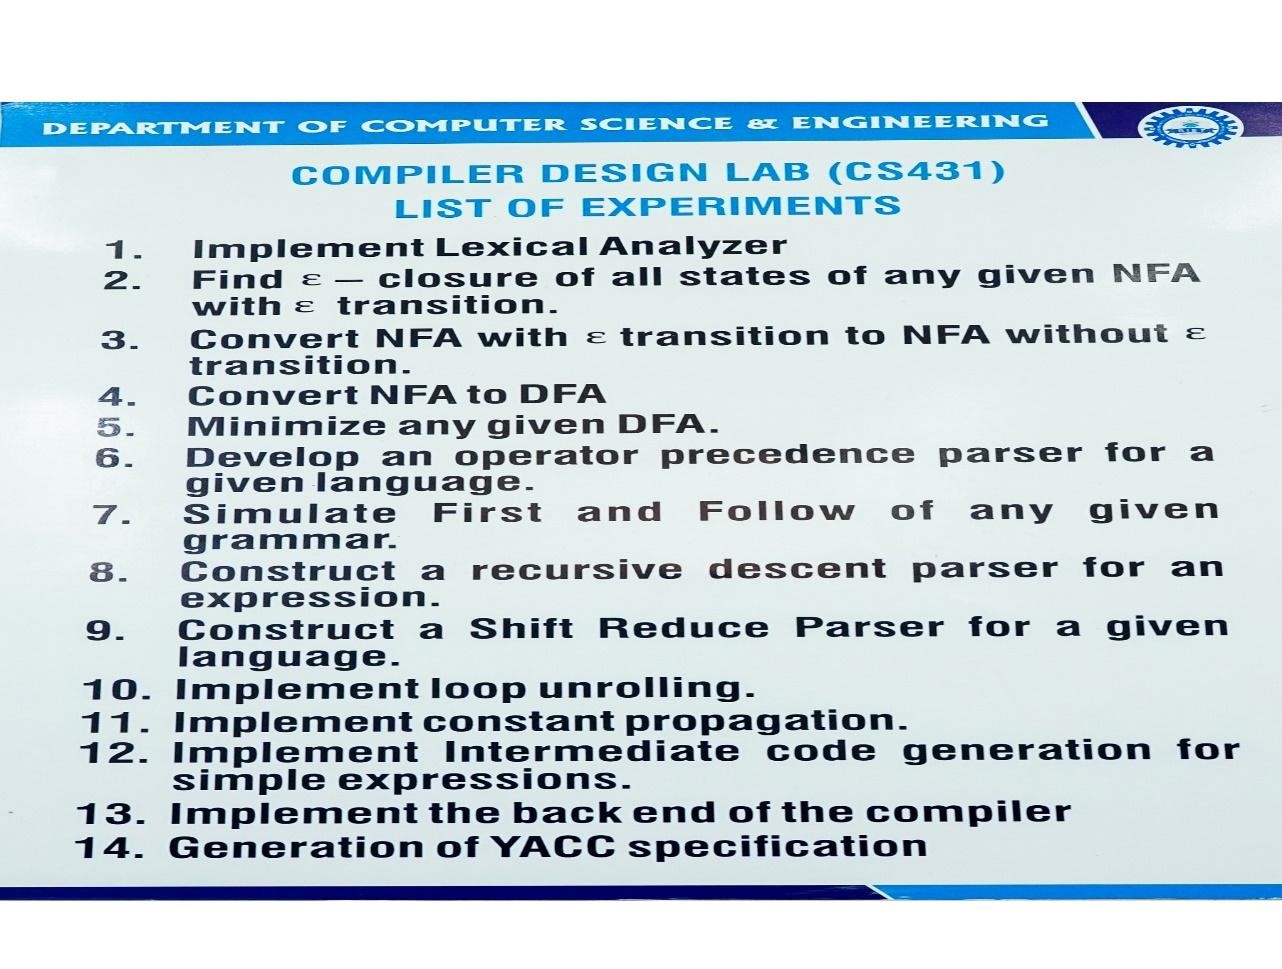 DEPARTMENT OF COMPUTER SCIENCE & ENGINEERING
COMPILER DESIGN LAB (CS431)
LIST OF EXPERIMENTS
1. Implement Lexical Analyzer
2. Find ε – closure of all states of any given NFA
with ε transition.
3. Convert NFA with ε transition to NFA without ε
transition.
4. Convert NFA to DFA
5. Minimize any given DFA.
6. Develop an operator precedence parser for a
given language.
7. Simulate First and Follow of any given
grammar.
8. Construct a recursive descent parser for an
expression.
9. Construct a Shift Reduce Parser for a given
language.
10. Implement loop unrolling.
11. Implement constant propagation.
12. Implement Intermediate code generation for
simple expressions.
13. Implement the back end of the compiler
14. Generation of YACC specification